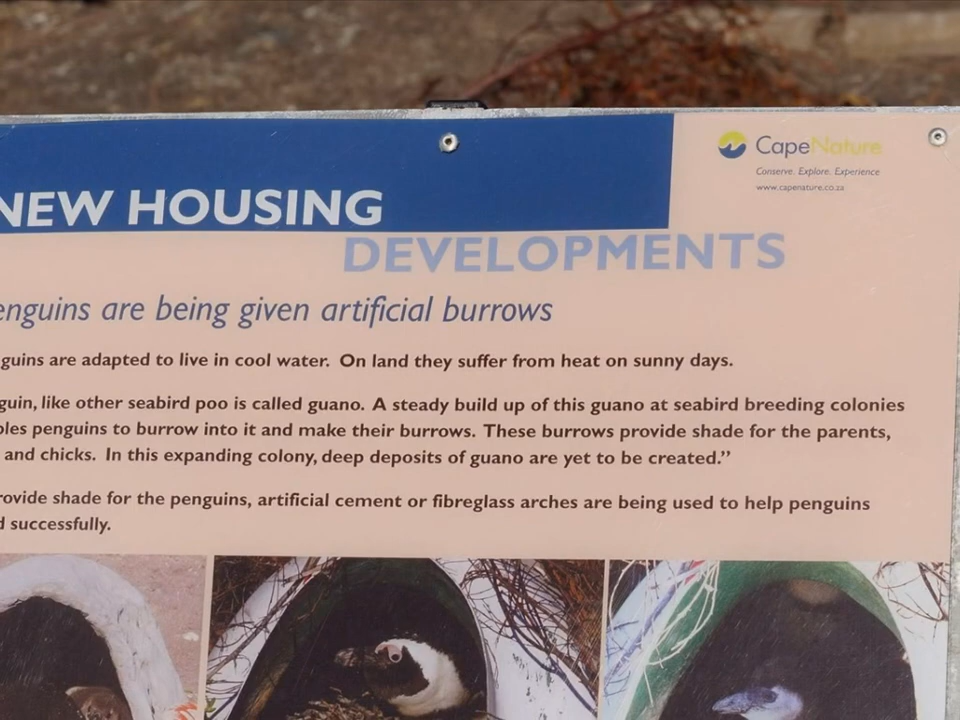 CapeNature
Conserve. Explore. Experience
www.capenature.co.za
NEW HOUSING
DEVELOPMENTS
enguins are being given artificial burrows
guins are adapted to live in cool water. On land they suffer from heat on sunny days.
guin, like other seabird poo is called guano. A steady build up of this guano at seabird breeding colonies
bles penguins to burrow into it and make their burrows. These burrows provide shade for the parents,
and chicks. In this expanding colony, deep deposits of guano are yet to be created.”
rovide shade for the penguins, artificial cement or fibreglass arches are being used to help penguins
d successfully.